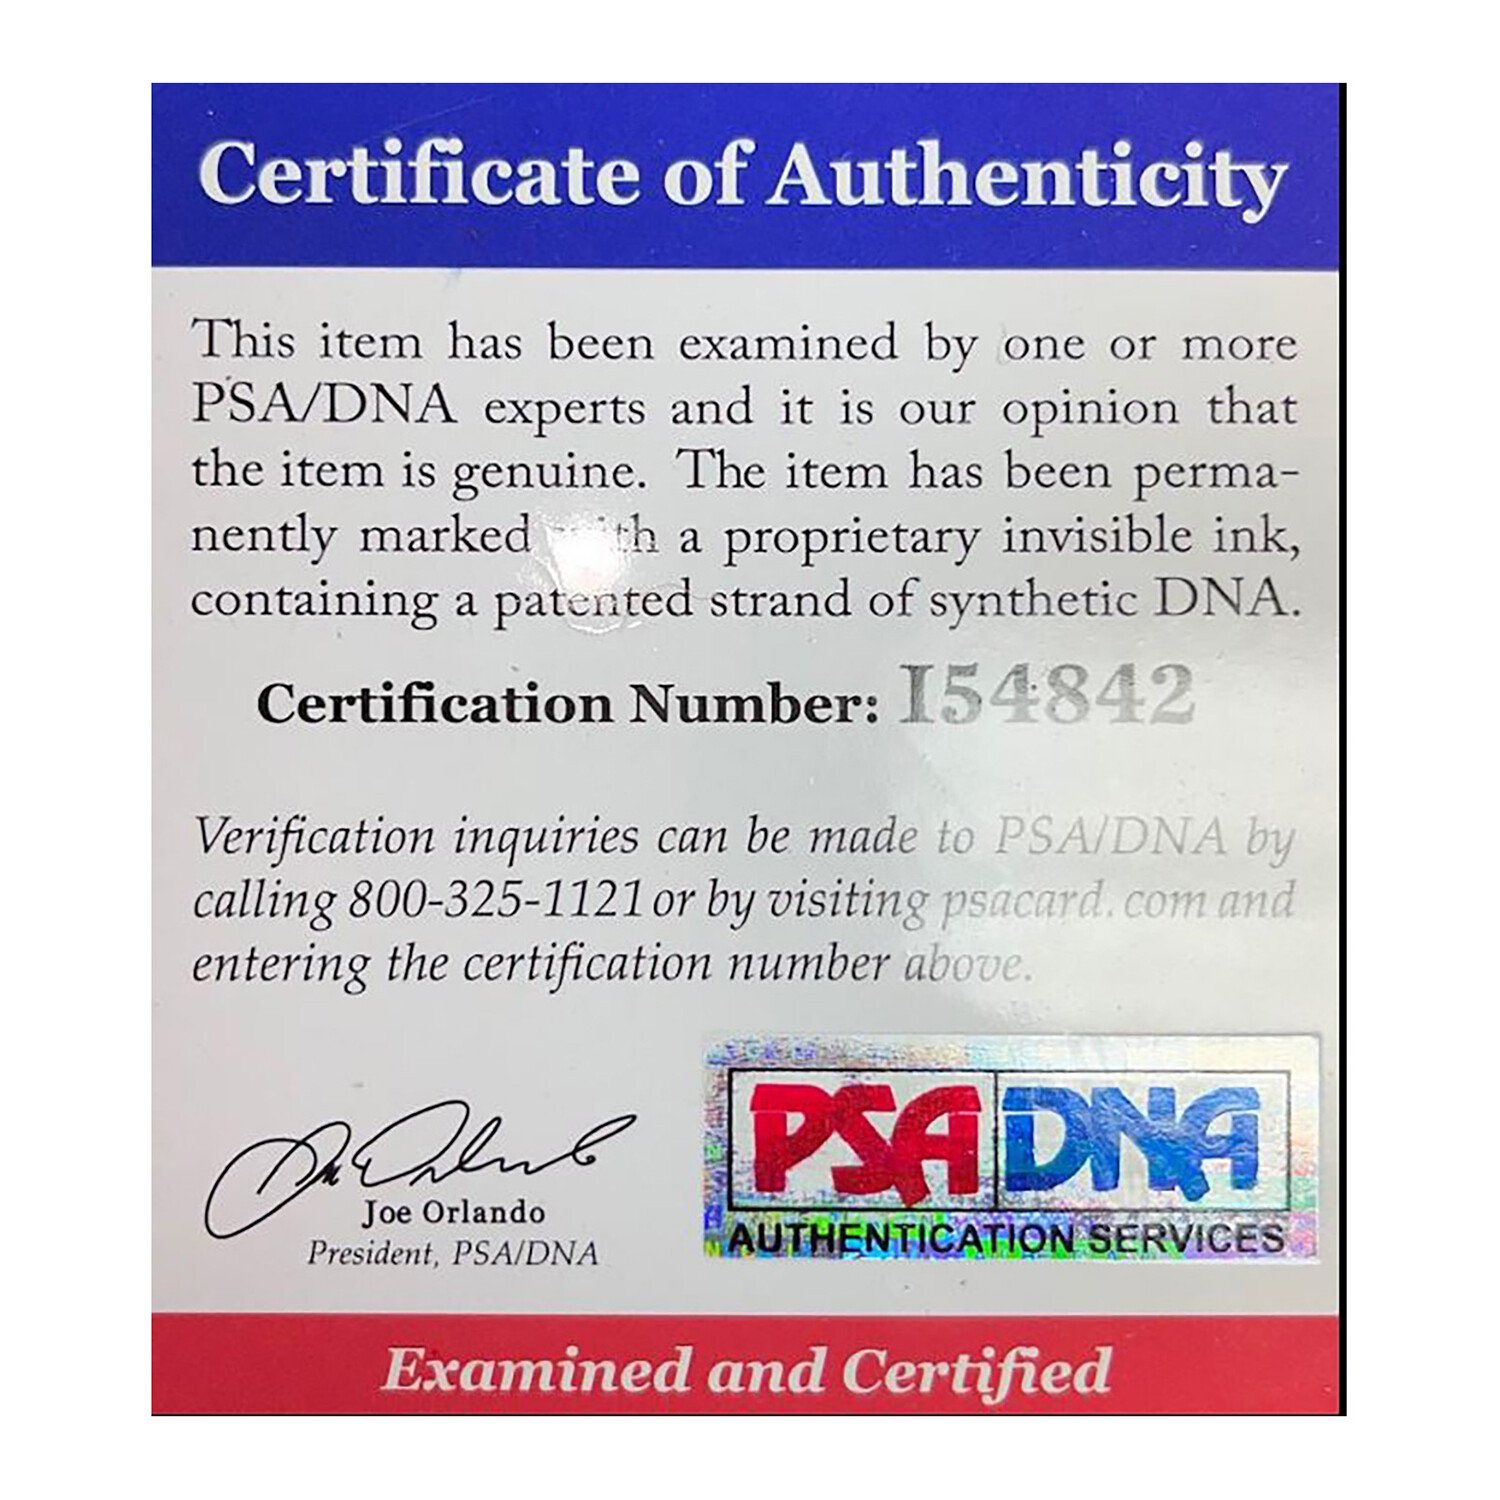 Certificate of Authenticity
This item has been examined by one or more
PSA/DNA experts and it is our opinion that
the item is genuine. The item has been perma-
nently marked with a proprietary invisible ink,
containing a patented strand of synthetic DNA.
Certification Number: I54842
Verification inquiries can be made to PSA/DNA by
calling 800-325-1121 or by visiting psacard.com and
entering the certification number above.
Joe Orlando
President, PSA/DNA
PSA DNA
AUTHENTICATION SERVICES
Examined and Certified